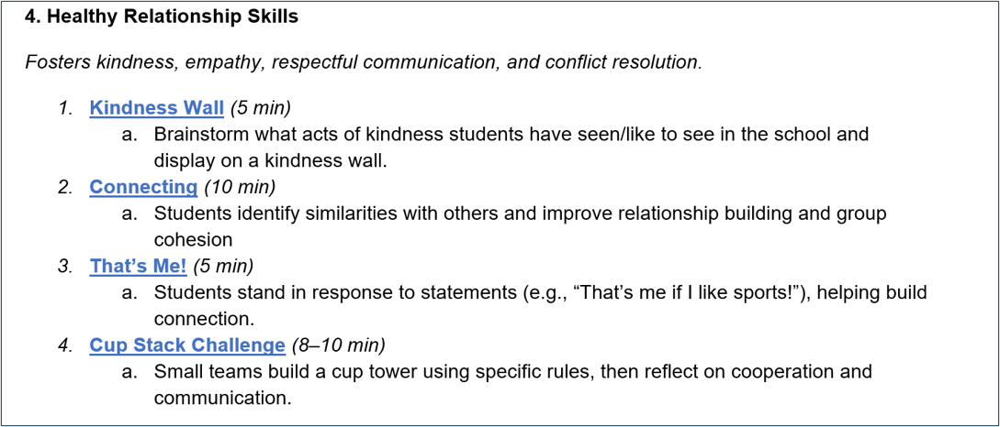 4. Healthy Relationship Skills
Fosters kindness, empathy, respectful communication, and conflict resolution.
1. Kindness Wall (5 min)
a. Brainstorm what acts of kindness students have seen/like to see in the school and
display on a kindness wall.
2. Connecting (10 min)
a. Students identify similarities with others and improve relationship building and group
cohesion
3. That’s Me! (5 min)
a. Students stand in response to statements (e.g., “That’s me if I like sports!”), helping build
connection.
4. Cup Stack Challenge (8–10 min)
a. Small teams build a cup tower using specific rules, then reflect on cooperation and
communication.